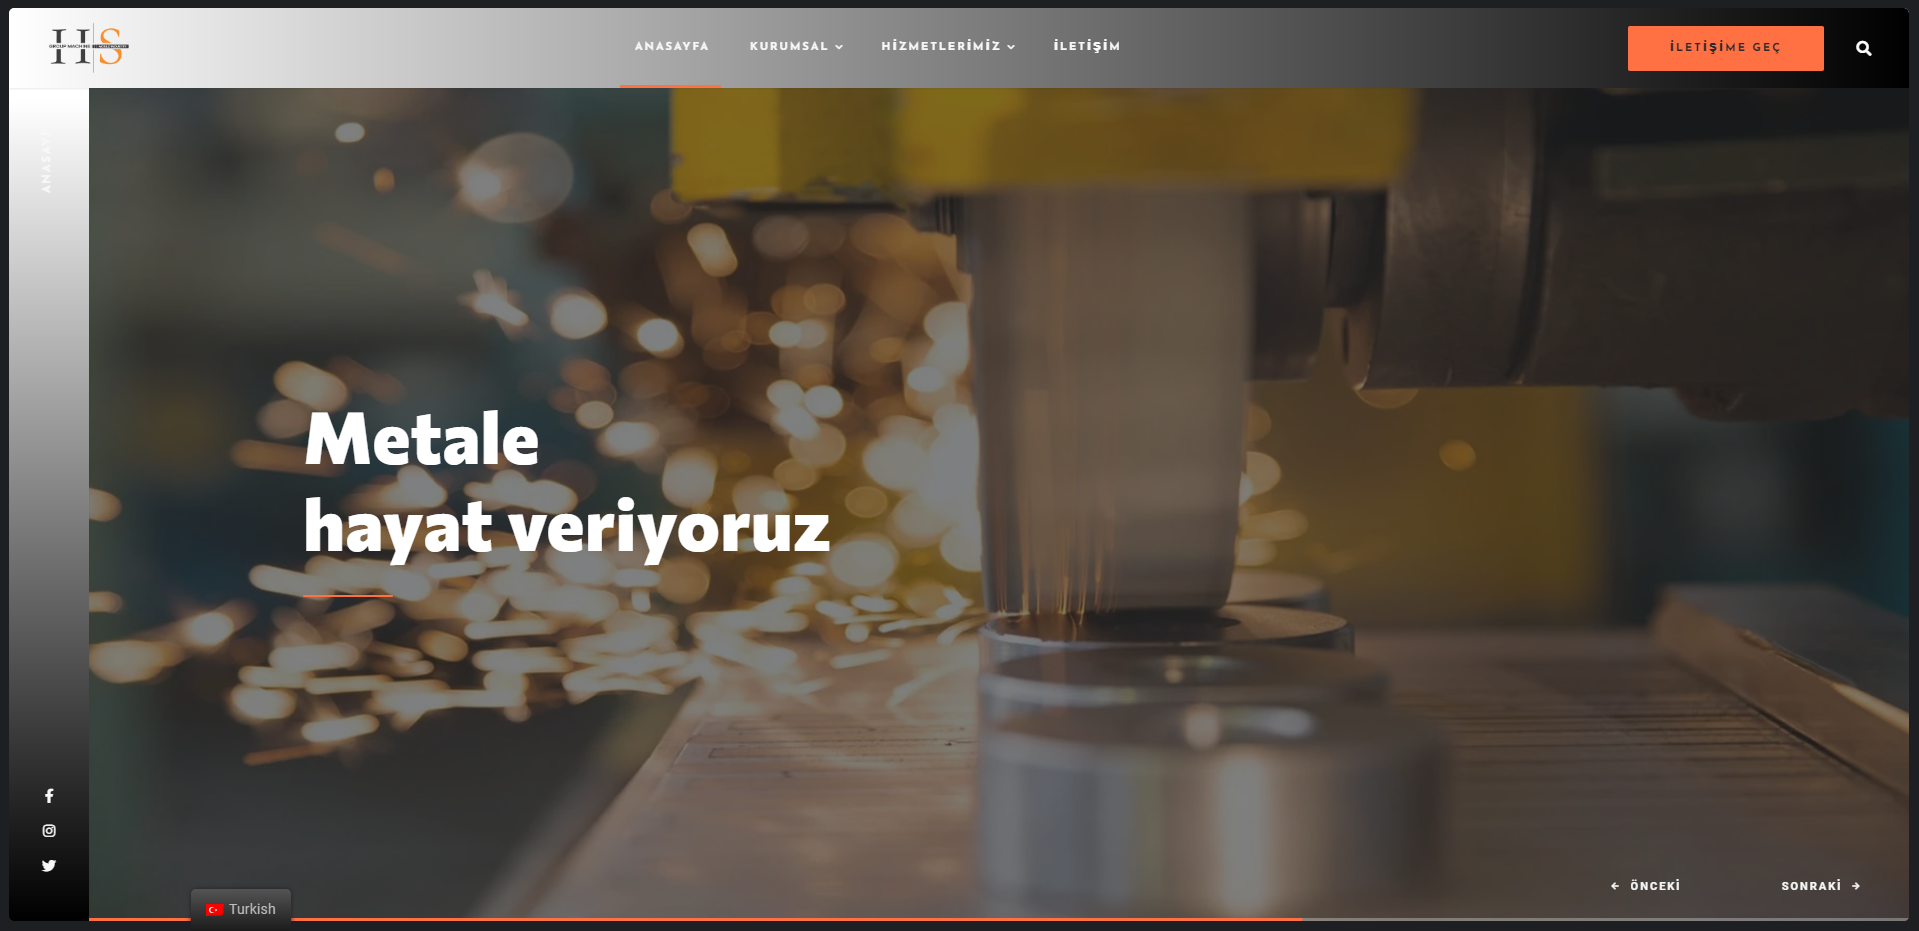 HS
GROUP MACHINE
ANASAYFA
KURUMSAL
HİZMETLERİMİZ
İLETİŞİM
İLETİŞİME GEÇ
ANASAY
Metale
hayat veriyoruz
ÖNCEKİ
SONRAKİ
Turkish